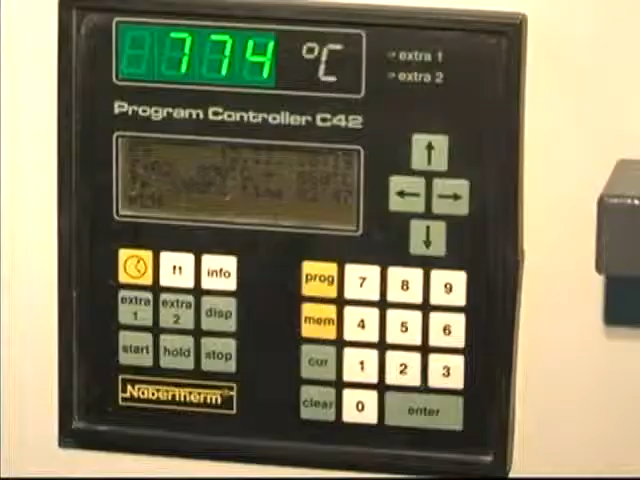 774 °C
extra 1
extra 2
Program Controller C42
↑
← →
↓
f1 info
extra 1 extra 2 disp
start hold stop
prog 7 8 9
mem 4 5 6
cur 1 2 3
clear 0 enter
Nabertherm